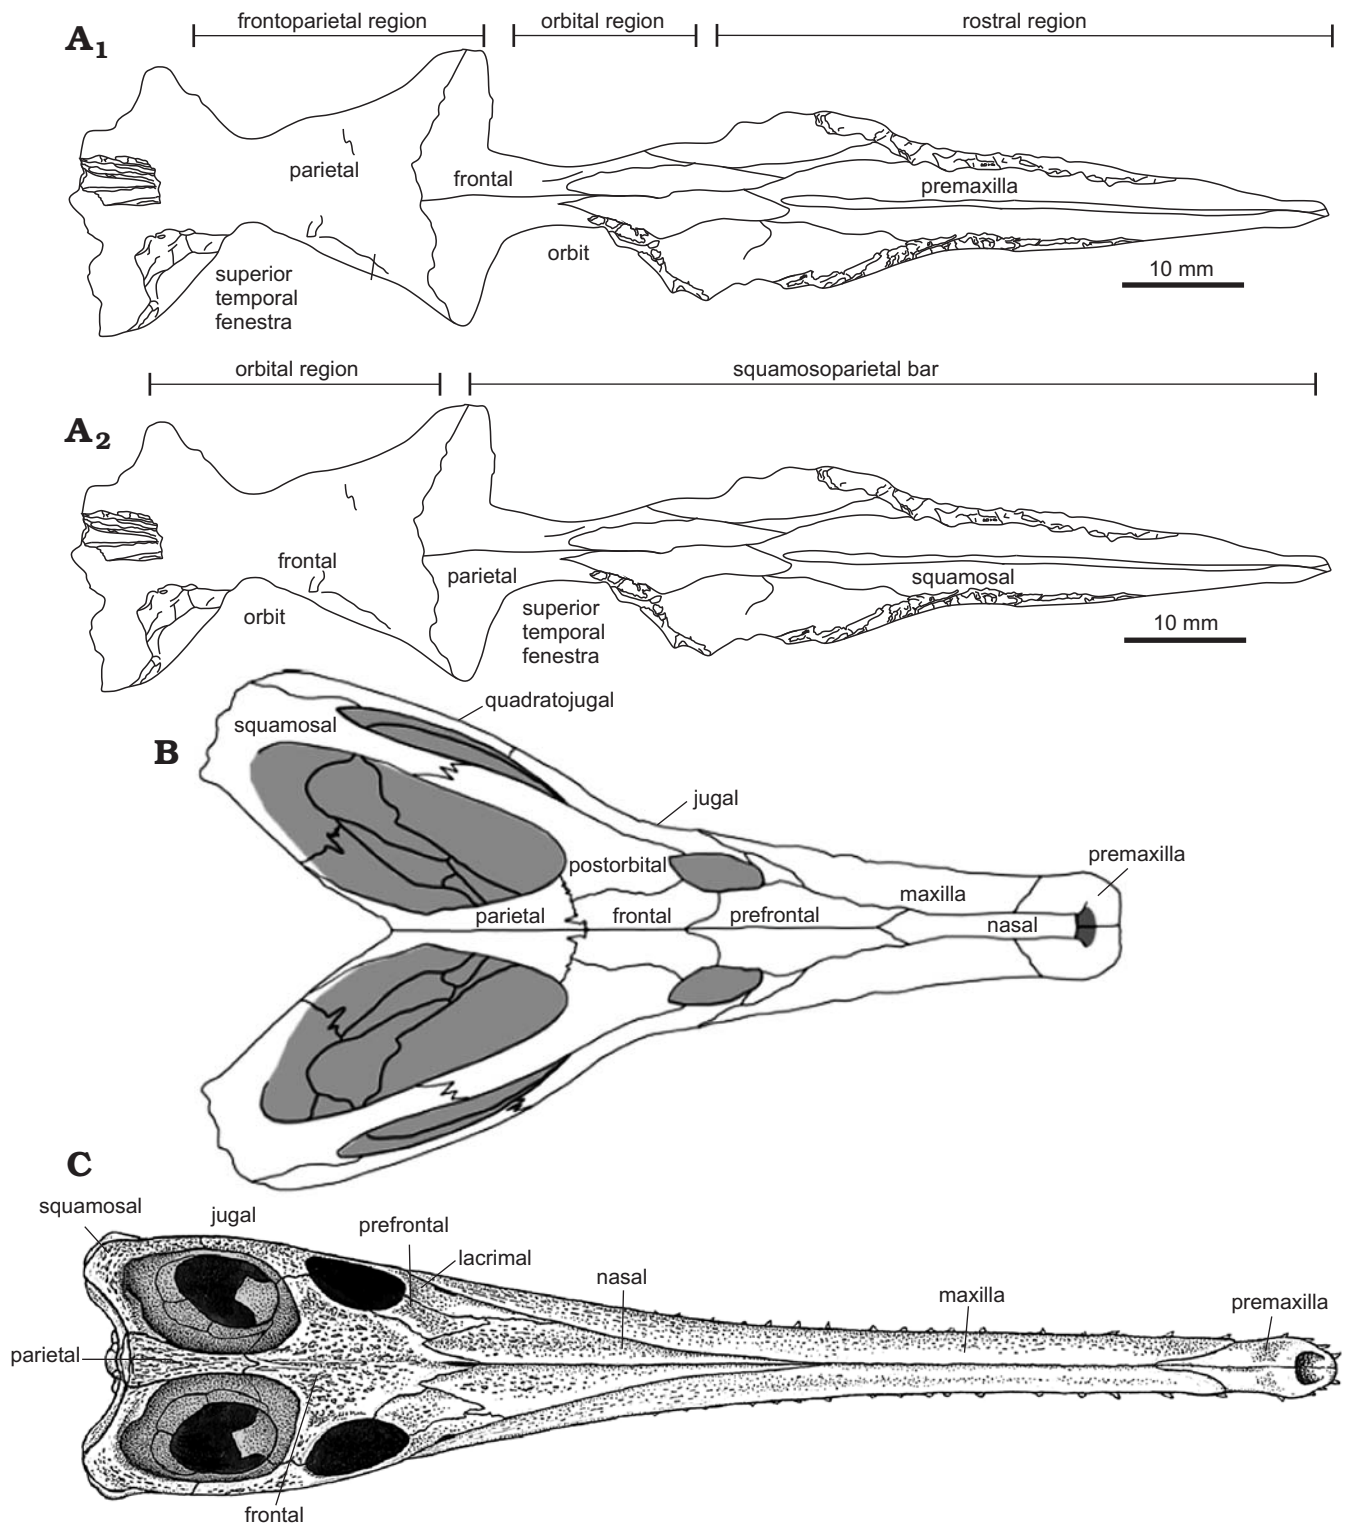 A1
frontoparietal region
orbital region
rostral region
parietal
frontal
premaxilla
orbit
superior
temporal
fenestra
10 mm
A2
orbital region
squamosoparietal bar
frontal
orbit
parietal
superior
temporal
fenestra
squamosal
10 mm
B
squamosal
quadratojugal
jugal
postorbital
premaxilla
maxilla
parietal
frontal
prefrontal
nasal
C
squamosal
jugal
prefrontal
lacrimal
nasal
maxilla
premaxilla
parietal
frontal